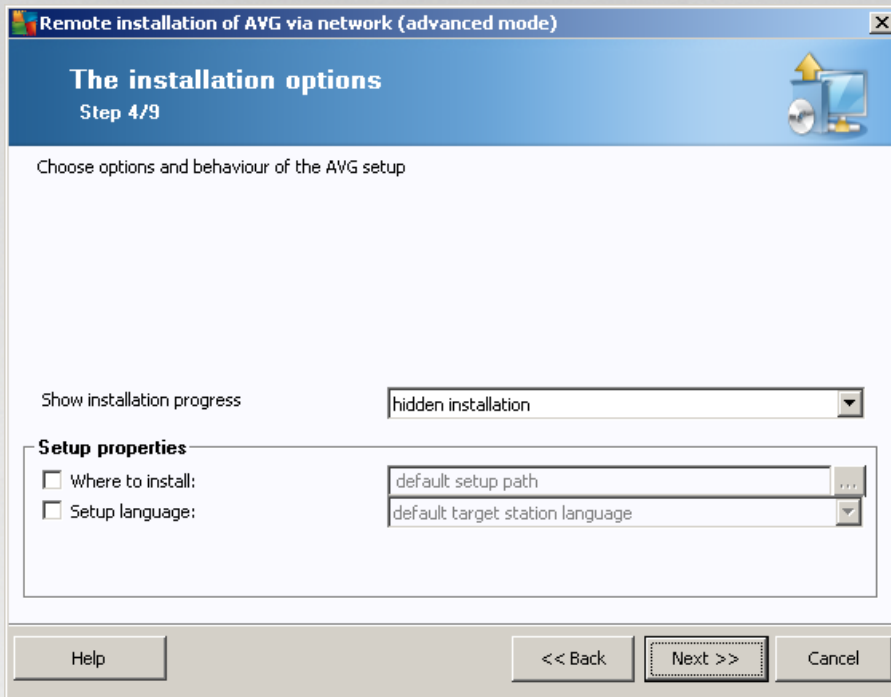 Remote installation of AVG via network (advanced mode)
The installation options
Step 4/9
Choose options and behaviour of the AVG setup
Show installation progress
hidden installation
Setup properties
Where to install:
default setup path
...
Setup language:
default target station language
Help
<< Back
Next >>
Cancel